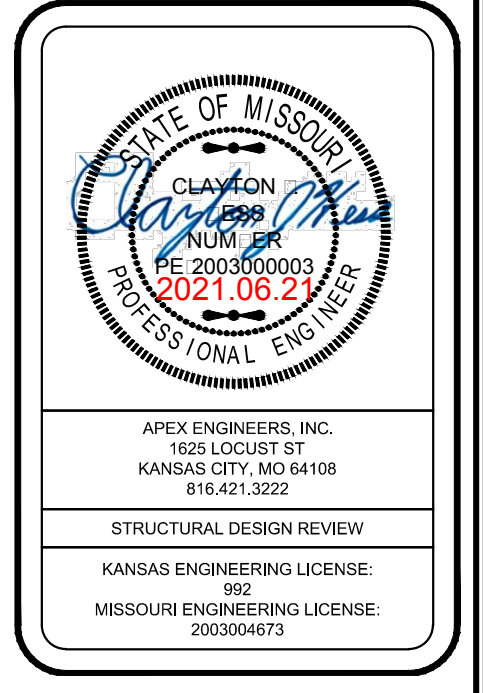 STATE OF MISSOURI
CLAYTON
NUM ER
PE 2003000003
2021.06.21
PROFESSIONAL ENGINEER
APEX ENGINEERS, INC.
1625 LOCUST ST
KANSAS CITY, MO 64108
816.421.3222
STRUCTURAL DESIGN REVIEW
KANSAS ENGINEERING LICENSE:
992
MISSOURI ENGINEERING LICENSE:
2003004673